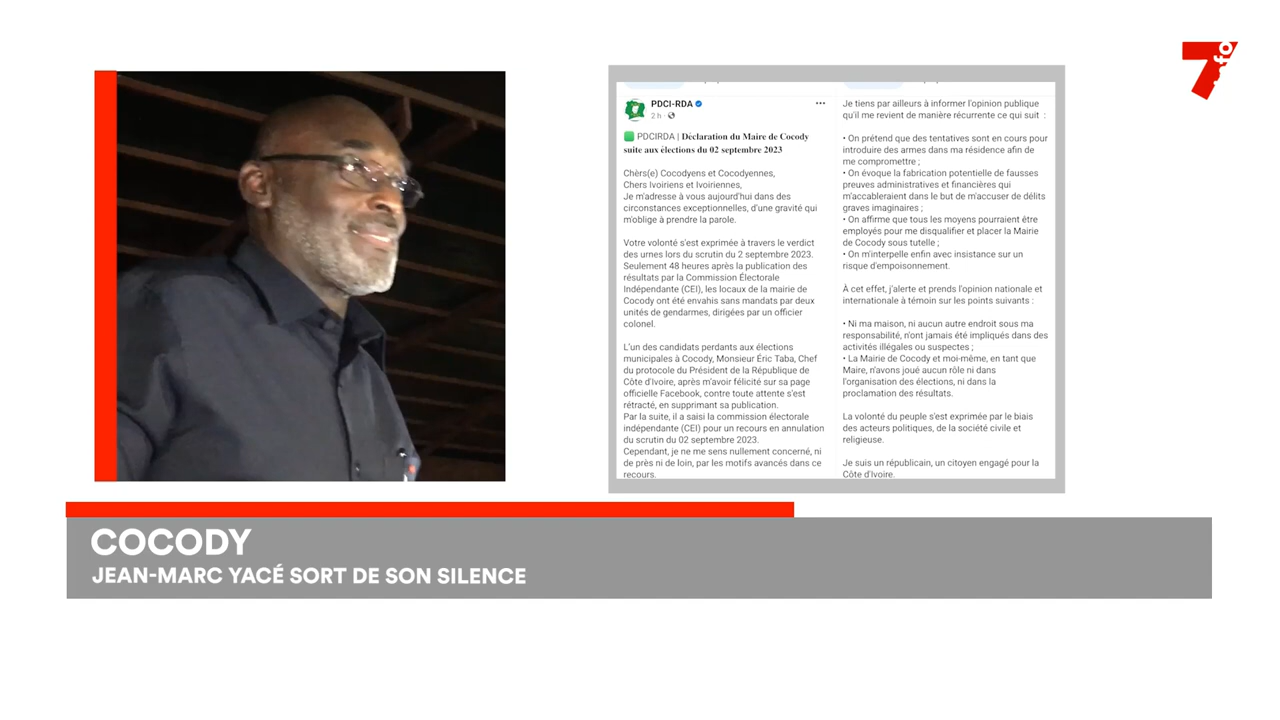 7
fo
PDCI-RDA
2 h
PDCIRDA | Déclaration du Maire de Cocody
suite aux élections du 02 septembre 2023
Chèrs(e) Cocodyens et Cocodyennes,
Chers Ivoiriens et Ivoiriennes,
Je m'adresse à vous aujourd'hui dans des
circonstances exceptionnelles, d'une gravité qui
m'oblige à prendre la parole.
Votre volonté s'est exprimée à travers le verdict
des urnes lors du scrutin du 2 septembre 2023.
Seulement 48 heures après la publication des
résultats par la Commission Électorale
Indépendante (CEI), les locaux de la mairie de
Cocody ont été envahis sans mandats par deux
unités de gendarmes, dirigées par un officier
colonel.
L'un des candidats perdants aux élections
municipales à Cocody, Monsieur Éric Taba, Chef
du protocole du Président de la République de
Côte d'Ivoire, après m'avoir félicité sur sa page
officielle Facebook, contre toute attente s'est
rétracté, en supprimant sa publication.
Par la suite, il a saisi la commission électorale
indépendante (CEI) pour un recours en annulation
du scrutin du 02 septembre 2023.
Cependant, je ne me sens nullement concerné, ni
de près ni de loin, par les motifs avancés dans ce
recours.
Je tiens par ailleurs à informer l'opinion publique
qu'il me revient de manière récurrente ce qui suit :
• On prétend que des tentatives sont en cours pour
introduire des armes dans ma résidence afin de
me compromettre ;
• On évoque la fabrication potentielle de fausses
preuves administratives et financières qui
m'accableraient dans le but de m'accuser de délits
graves imaginaires ;
• On affirme que tous les moyens pourraient être
employés pour me disqualifier et placer la Mairie
de Cocody sous tutelle ;
• On m'interpelle enfin avec insistance sur un
risque d'empoisonnement.
À cet effet, j'alerte et prends l'opinion nationale et
internationale à témoin sur les points suivants :
• Ni ma maison, ni aucun autre endroit sous ma
responsabilité, n'ont jamais été impliqués dans des
activités illégales ou suspectes ;
• La Mairie de Cocody et moi-même, en tant que
Maire, n'avons joué aucun rôle ni dans
l'organisation des élections, ni dans la
proclamation des résultats.
La volonté du peuple s'est exprimée par le biais
des acteurs politiques, de la société civile et
religieuse.
Je suis un républicain, un citoyen engagé pour la
Côte d'Ivoire.
COCODY
JEAN-MARC YACÉ SORT DE SON SILENCE